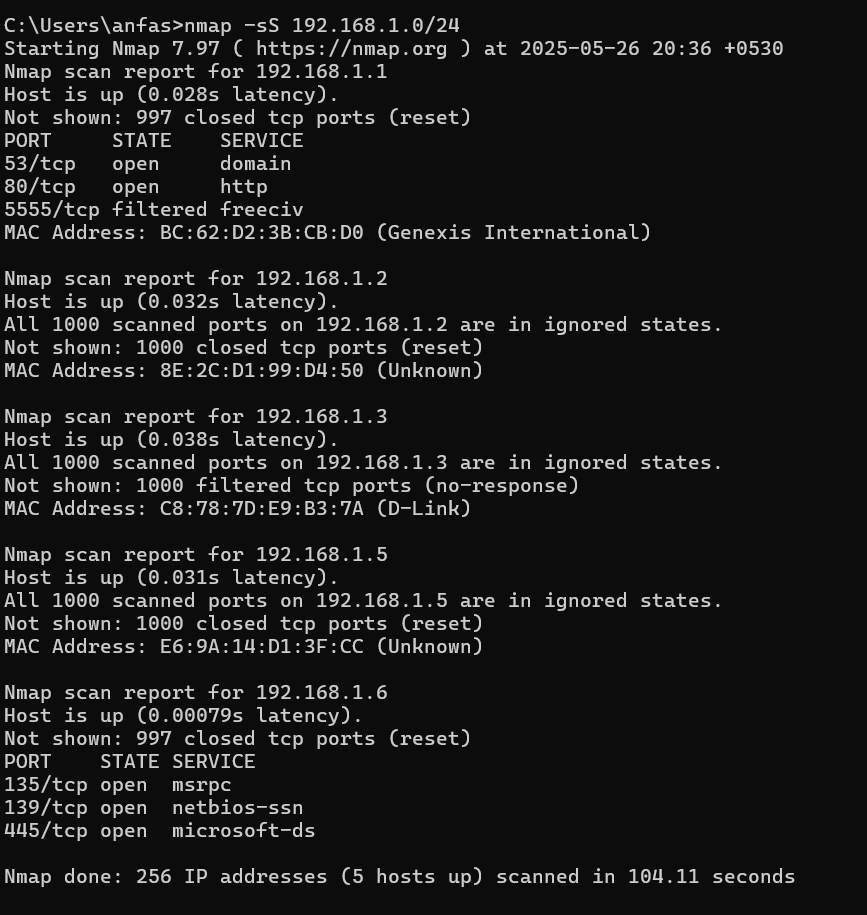 C:\Users\anfas>nmap -sS 192.168.1.0/24
Starting Nmap 7.97 ( https://nmap.org ) at 2025-05-26 20:36 +0530
Nmap scan report for 192.168.1.1
Host is up (0.028s latency).
Not shown: 997 closed tcp ports (reset)
PORT     STATE    SERVICE
53/tcp   open     domain
80/tcp   open     http
5555/tcp filtered freeciv
MAC Address: BC:62:D2:3B:CB:D0 (Genexis International)

Nmap scan report for 192.168.1.2
Host is up (0.032s latency).
All 1000 scanned ports on 192.168.1.2 are in ignored states.
Not shown: 1000 closed tcp ports (reset)
MAC Address: 8E:2C:D1:99:D4:50 (Unknown)

Nmap scan report for 192.168.1.3
Host is up (0.038s latency).
All 1000 scanned ports on 192.168.1.3 are in ignored states.
Not shown: 1000 filtered tcp ports (no-response)
MAC Address: C8:78:7D:E9:B3:7A (D-Link)

Nmap scan report for 192.168.1.5
Host is up (0.031s latency).
All 1000 scanned ports on 192.168.1.5 are in ignored states.
Not shown: 1000 closed tcp ports (reset)
MAC Address: E6:9A:14:D1:3F:CC (Unknown)

Nmap scan report for 192.168.1.6
Host is up (0.00079s latency).
Not shown: 997 closed tcp ports (reset)
PORT    STATE SERVICE
135/tcp open  msrpc
139/tcp open  netbios-ssn
445/tcp open  microsoft-ds

Nmap done: 256 IP addresses (5 hosts up) scanned in 104.11 seconds